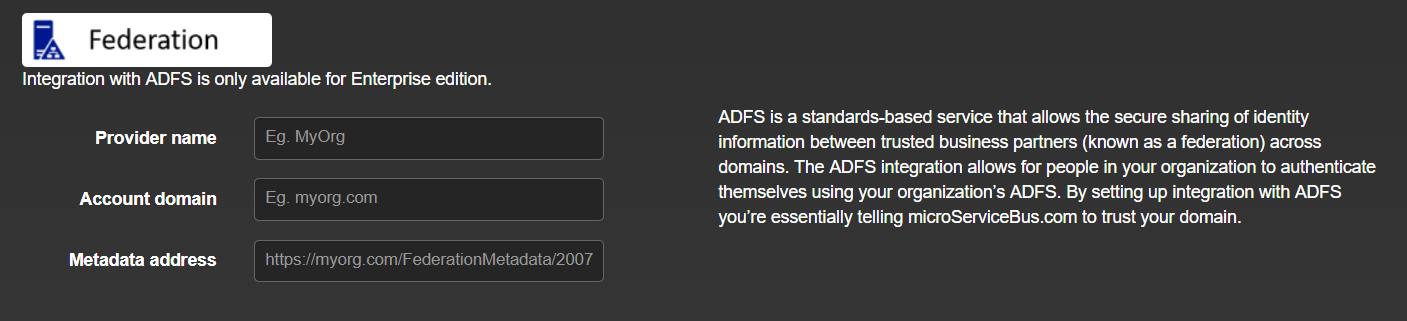 Federation
Integration with ADFS is only available for Enterprise edition.
Provider name
Eg. MyOrg
Account domain
Eg. myorg.com
Metadata address
https://myorg.com/FederationMetadata/2007
ADFS is a standards-based service that allows the secure sharing of identity
information between trusted business partners (known as a federation) across
domains. The ADFS integration allows for people in your organization to authenticate
themselves using your organization’s ADFS. By setting up integration with ADFS
you’re essentially telling microServiceBus.com to trust your domain.